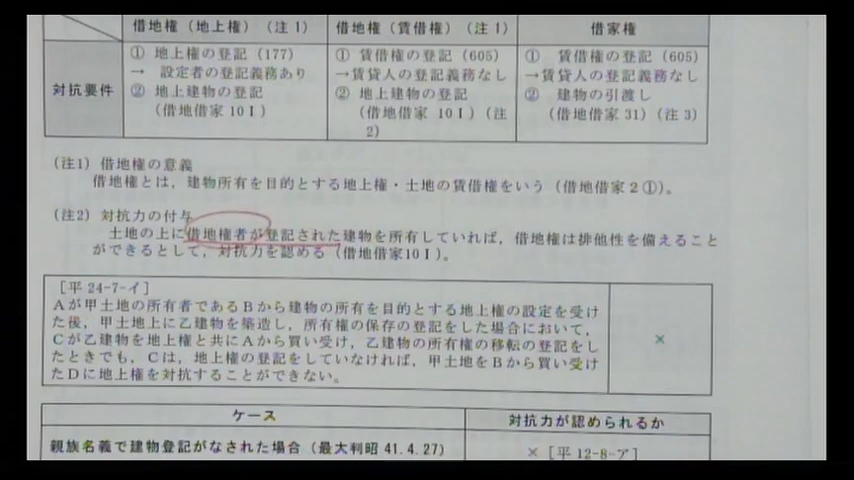 借地権（地上権）（注1） 借地権（賃借権）（注1） 借家権
対抗要件
① 地上権の登記（177）
→ 設定者の登記義務あり
② 地上建物の登記
（借地借家 10Ⅰ）
① 賃借権の登記（605）
→賃貸人の登記義務なし
② 地上建物の登記
（借地借家 10Ⅰ）（注
2）
① 賃借権の登記（605）
→賃貸人の登記義務なし
② 建物の引渡し
（借地借家 31）（注 3）
（注1）借地権の意義
借地権とは，建物所有を目的とする地上権・土地の賃借権をいう（借地借家２①）。
（注2）対抗力の付与
土地の上に借地権者が登記された建物を所有していれば，借地権は排他性を備えること
ができるとして，対抗力を認める（借地借家10Ⅰ）。
［平 24-7-イ］
Ａが甲土地の所有者であるＢから建物の所有を目的とする地上権の設定を受け
た後，甲土地上に乙建物を築造し，所有権の保存の登記をした場合において，
Ｃが乙建物を地上権と共にＡから買い受け，乙建物の所有権の移転の登記をし
たときでも，Ｃは，地上権の登記をしていなければ，甲土地をＢから買い受け
たＤに地上権を対抗することができない。
×
ケース 対抗力が認められるか
親族名義で建物登記がなされた場合（最大判昭 41.4.27） ×［平 12-8-ア］